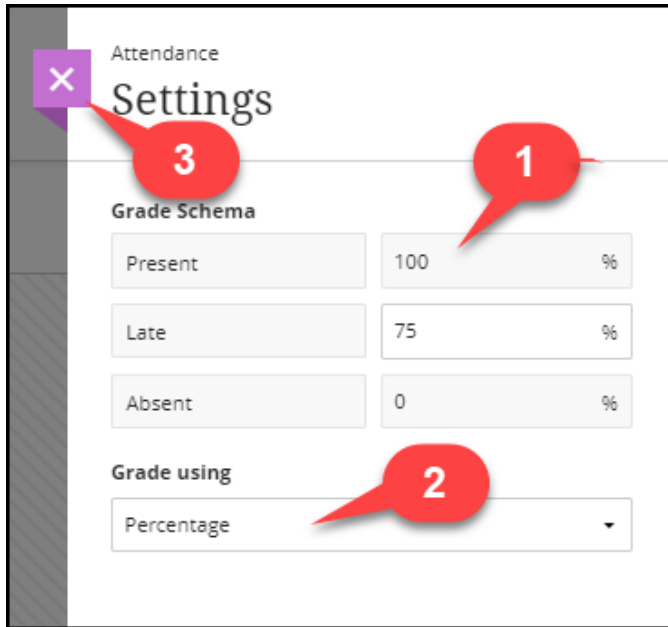 Attendance
Settings
3
1
Grade Schema
Present 100 %
Late 75 %
Absent 0 %
Grade using
2
Percentage